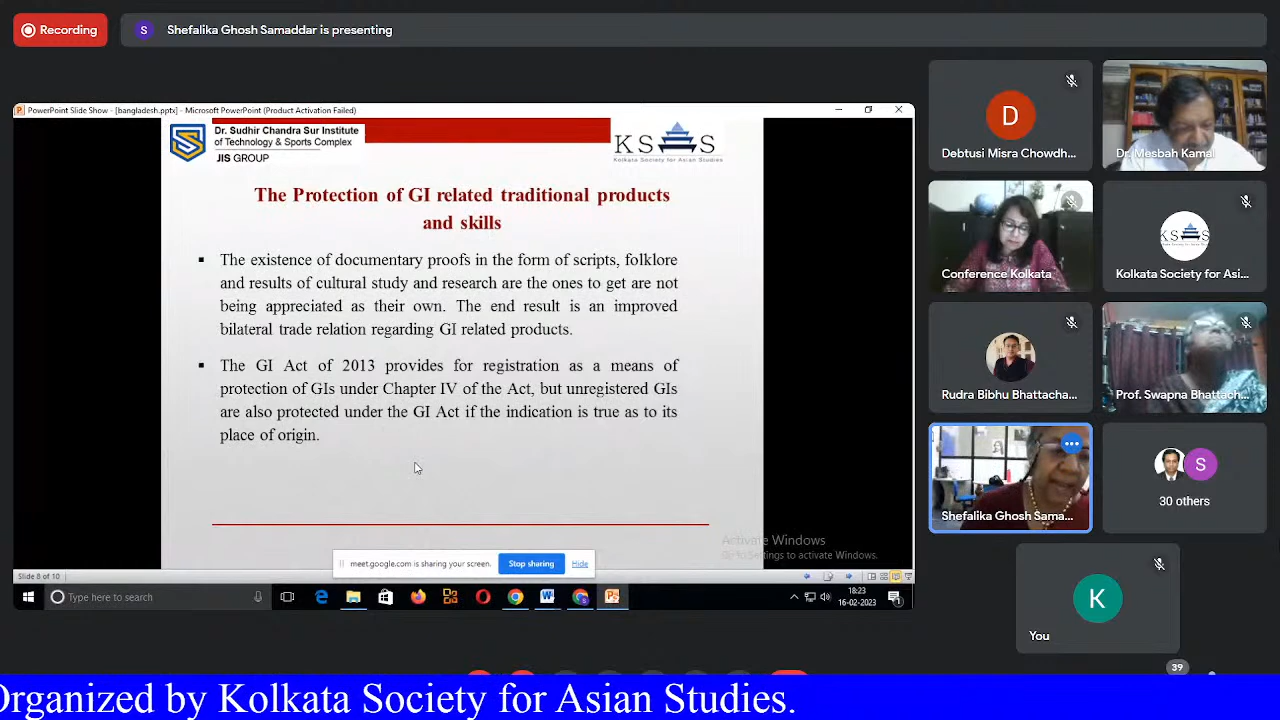 Recording
S
Shefalika Ghosh Samaddar is presenting
PowerPoint Slide Show - [bangladesh.pptx] - Microsoft PowerPoint (Product Activation Failed)
Dr. Sudhir Chandra Sur Institute
of Technology & Sports Complex
JIS GROUP
KS S
Kolkata Society for Asian Studies
The Protection of GI related traditional products
and skills
The existence of documentary proofs in the form of scripts, folklore
and results of cultural study and research are the ones to get are not
being appreciated as their own. The end result is an improved
bilateral trade relation regarding GI related products.
The GI Act of 2013 provides for registration as a means of
protection of GIs under Chapter IV of the Act, but unregistered GIs
are also protected under the GI Act if the indication is true as to its
place of origin.
Activate Windows
Go to Settings to activate Windows.
meet.google.com is sharing your screen.
Stop sharing
Hide
Slide 8 of 10
Type here to search
18:23
16-02-2023
D
Debtusi Misra Chowdh...
Dr. Mesbah Kamal
Conference Kolkata
KS S
Kolkata Society for Asi...
Rudra Bibhu Bhattacha...
Prof. Swapna Bhattach...
Shefalika Ghosh Sama...
S
30 others
K
You
39
Organized by Kolkata Society for Asian Studies.